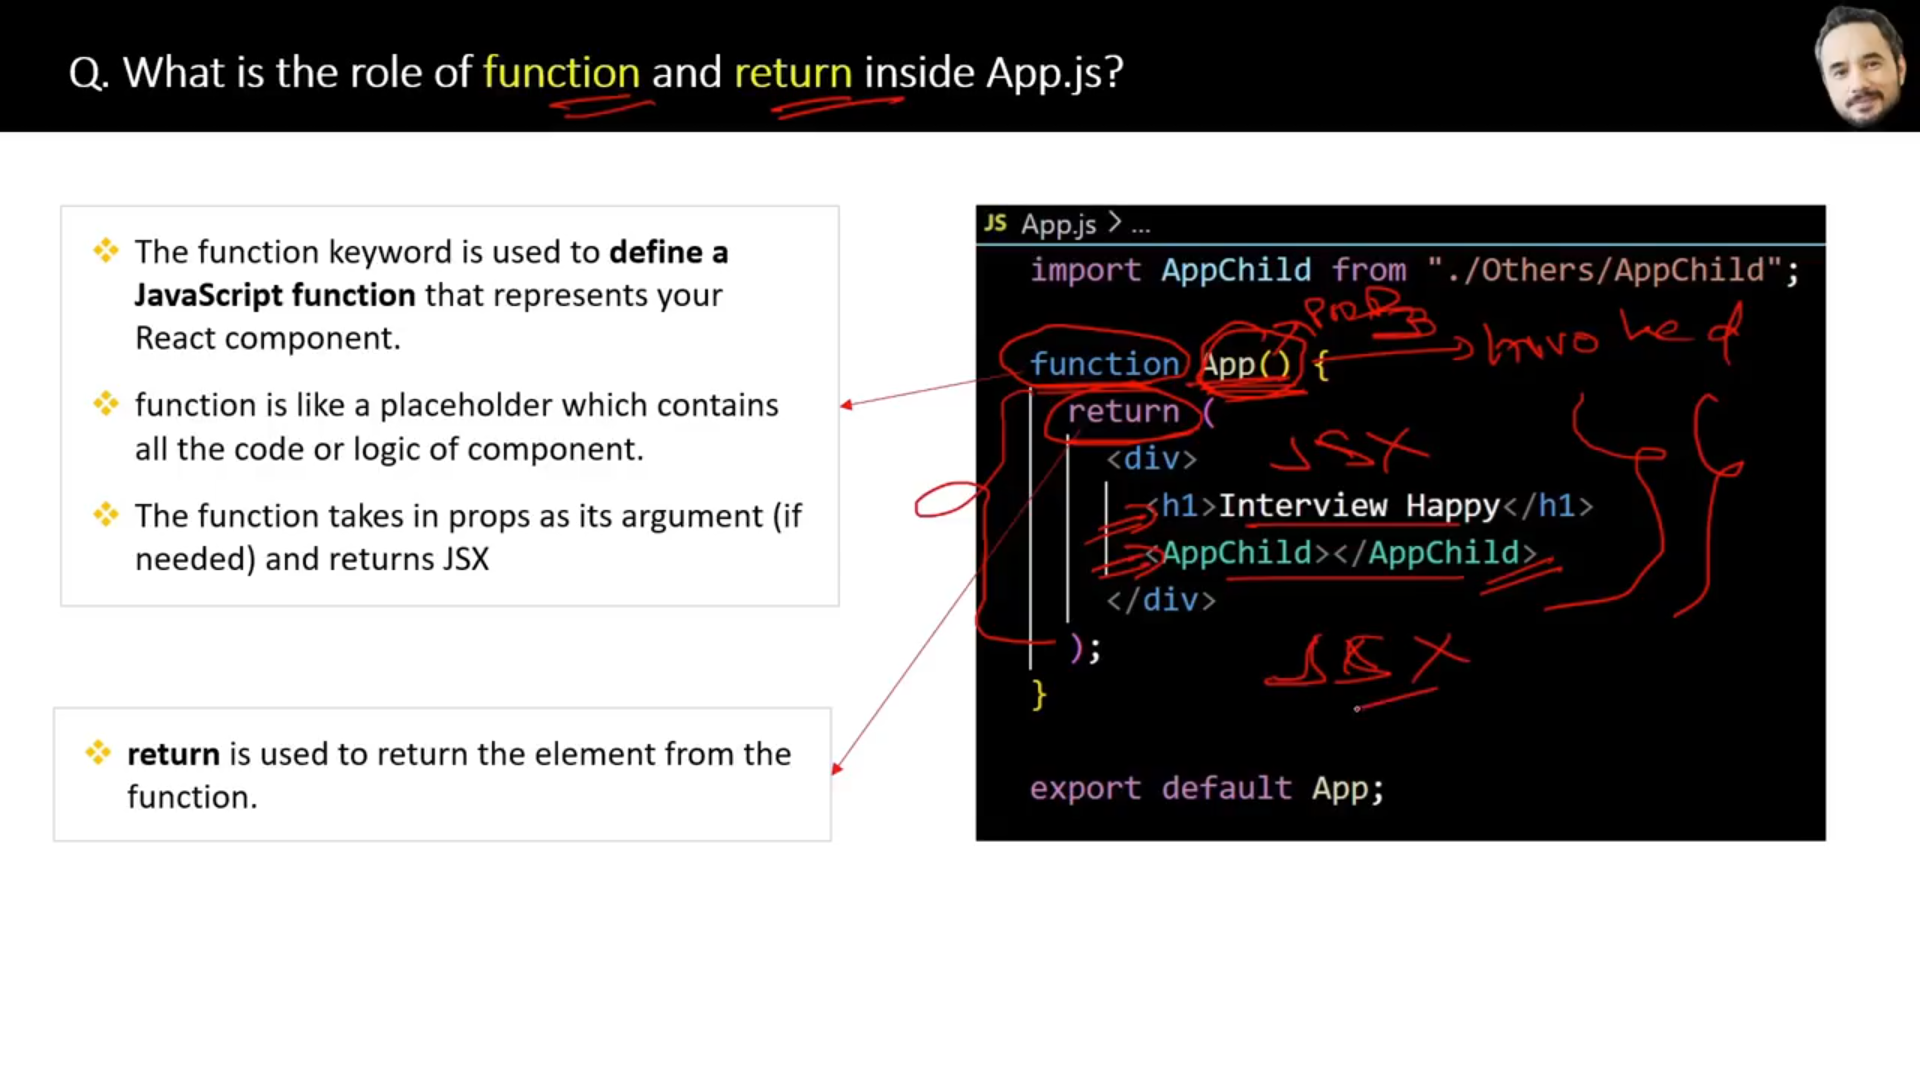 Q. What is the role of function and return inside App.js?
❖ The function keyword is used to define a
JavaScript function that represents your
React component.
❖ function is like a placeholder which contains
all the code or logic of component.
❖ The function takes in props as its argument (if
needed) and returns JSX
❖ return is used to return the element from the
function.
JS App.js > ...
import AppChild from "./Others/AppChild";
Props
function App() {
invoked
return (
<div>
JSX
<h1>Interview Happy</h1>
<AppChild></AppChild>
</div>
);
JSX
}
export default App;